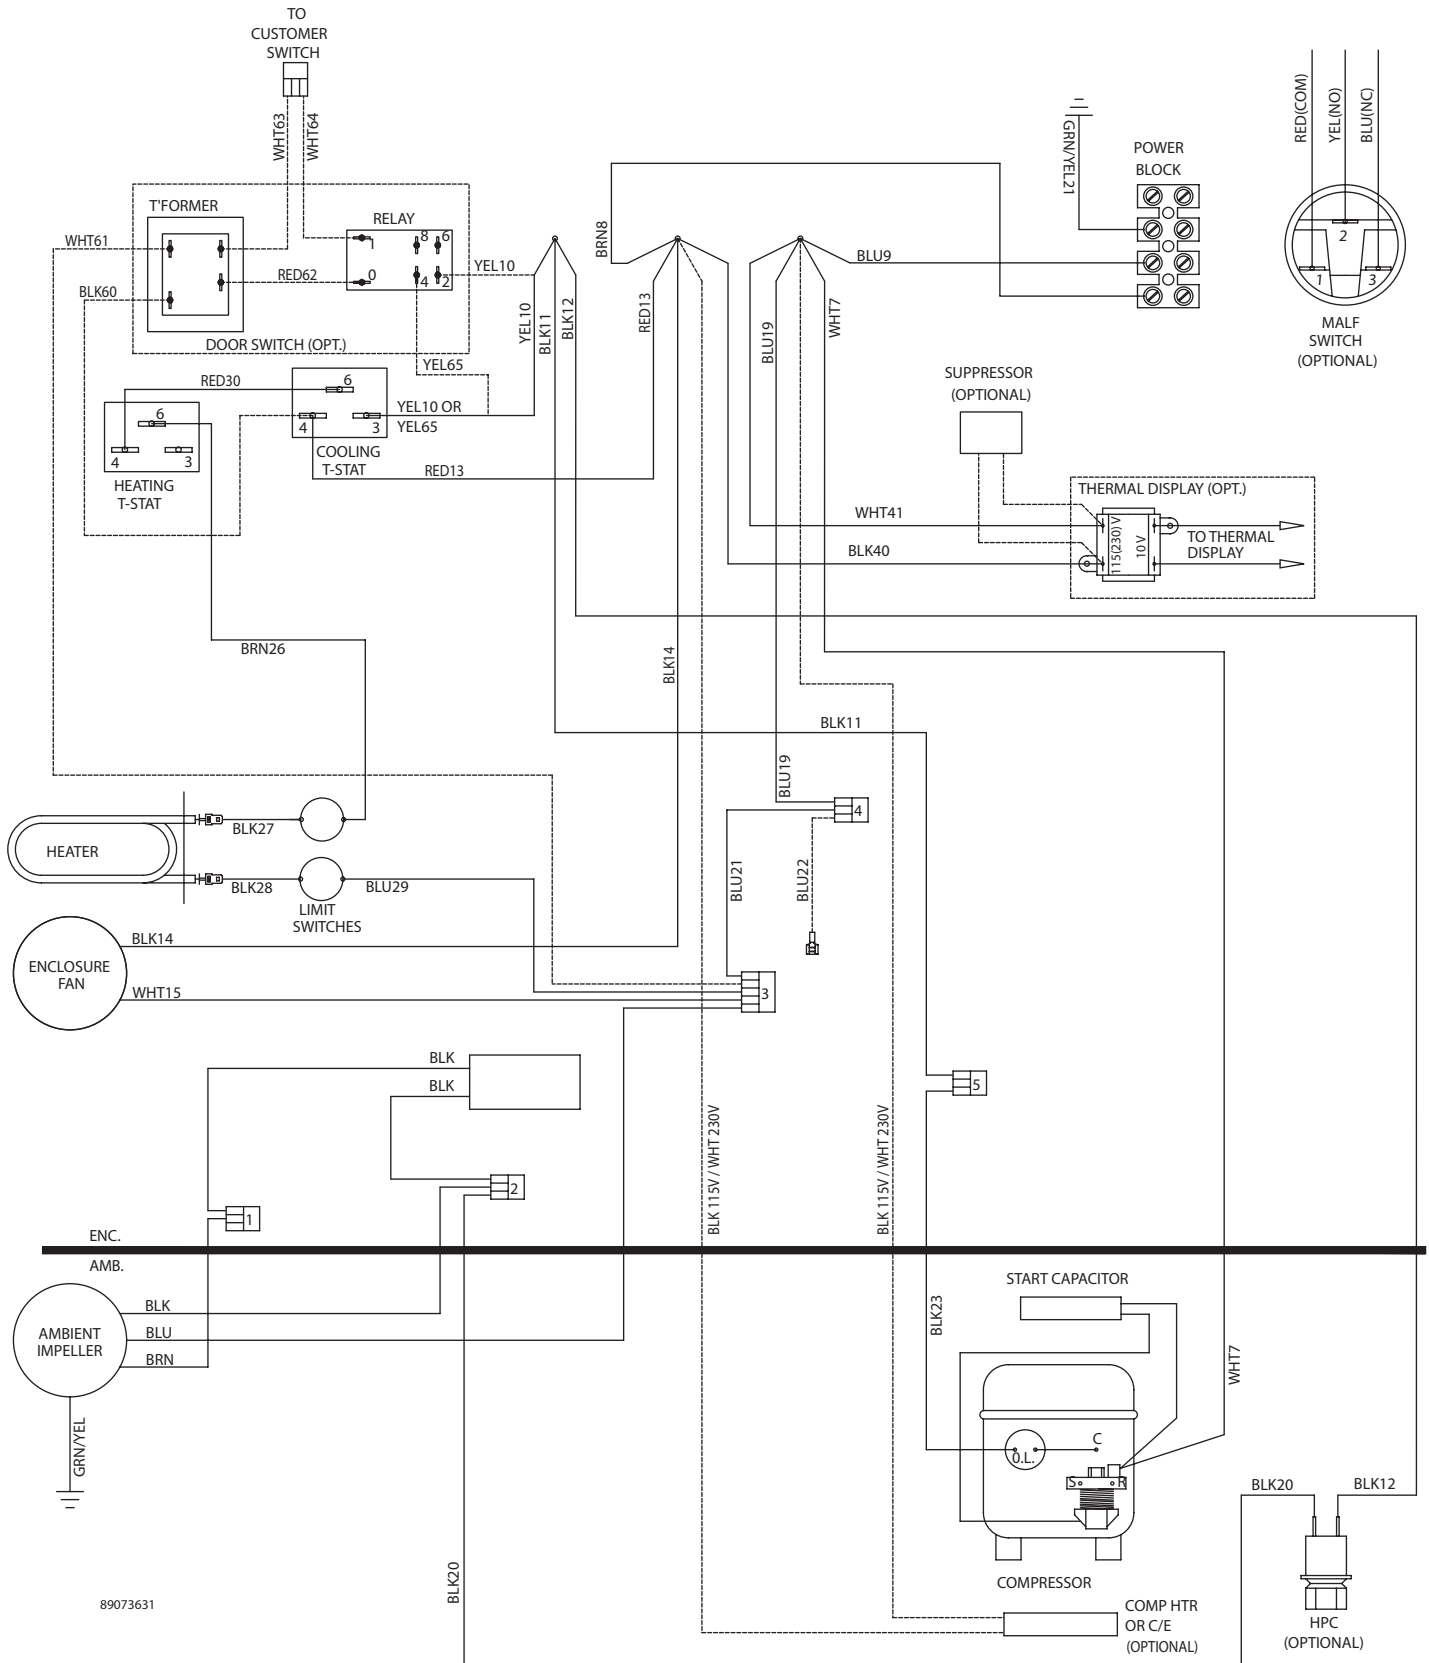 TO
CUSTOMER
SWITCH
WHT63
WHT64
T'FORMER
RELAY
WHT61
BLK60
RED62
1
8
6
0
4
2
YEL10
DOOR SWITCH (OPT.)
YEL65
YEL10
BLK11
BLK12
BRN8
RED13
BLU19
WHT7
BLU9
GRN/YEL21
POWER
BLOCK
RED(COM)
YEL(NO)
BLU(NC)
1
2
3
MALF
SWITCH
(OPTIONAL)
RED30
6
4
3
YEL10 OR
YEL65
COOLING
T-STAT
RED13
6
4
3
HEATING
T-STAT
SUPPRESSOR
(OPTIONAL)
THERMAL DISPLAY (OPT.)
WHT41
BLK40
115(230) V
10 V
TO THERMAL
DISPLAY
BRN26
BLK14
BLK11
BLU19
4
BLU21
BLU22
HEATER
BLK27
BLK28
BLU29
LIMIT
SWITCHES
ENCLOSURE
FAN
BLK14
WHT15
3
BLK
BLK
5
2
1
BLK 115V / WHT 230V
BLK 115V / WHT 230V
ENC.
AMB.
AMBIENT
IMPELLER
BLK
BLU
BRN
GRN/YEL
START CAPACITOR
BLK23
WHT7
O.L.
C
S
R
COMPRESSOR
BLK20
BLK20
BLK12
HPC
(OPTIONAL)
COMP HTR
OR C/E
(OPTIONAL)
89073631